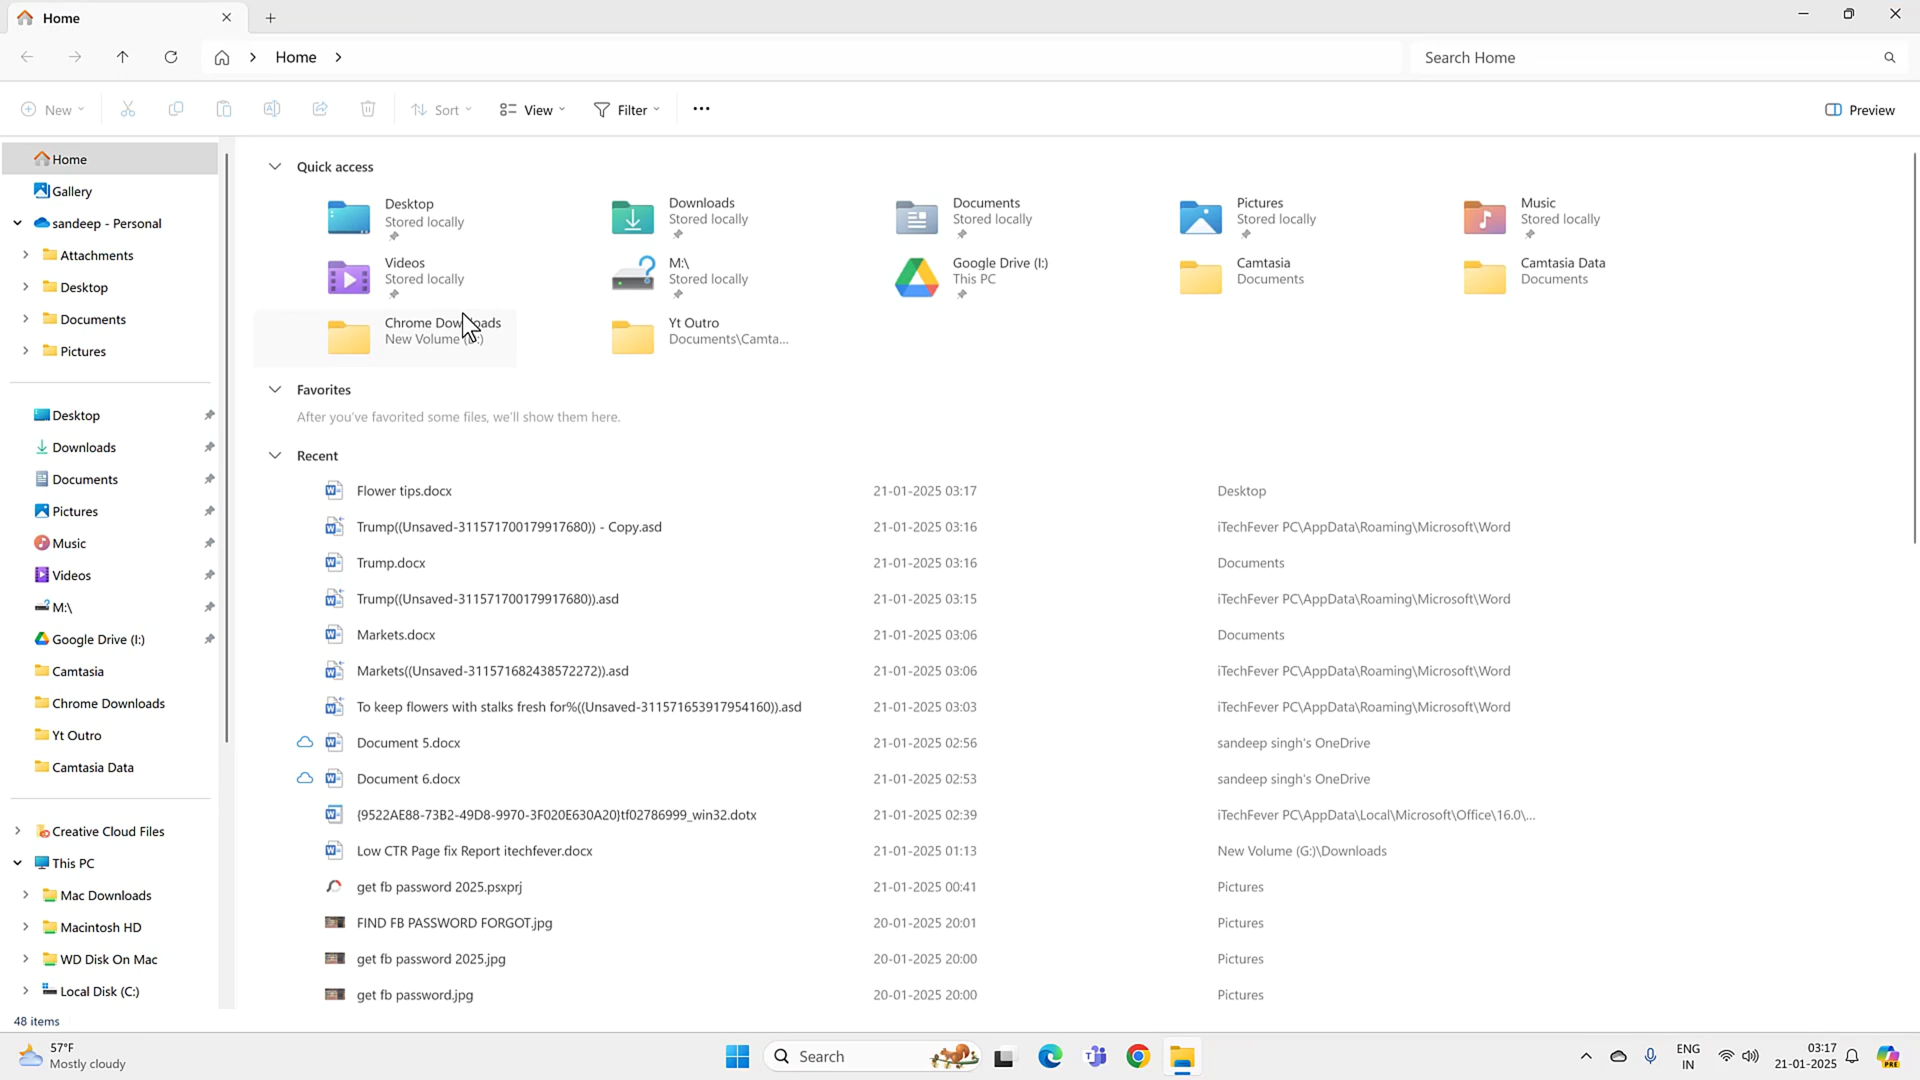 Home
Home
Search Home
New
Sort
View
Filter
Preview
Home
Gallery
sandeep - Personal
Attachments
Desktop
Documents
Pictures
Desktop
Downloads
Documents
Pictures
Music
Videos
M:\
Google Drive (I:)
Camtasia
Chrome Downloads
Yt Outro
Camtasia Data
Creative Cloud Files
This PC
Mac Downloads
Macintosh HD
WD Disk On Mac
Local Disk (C:)
Quick access
Desktop
Stored locally
Downloads
Stored locally
Documents
Stored locally
Pictures
Stored locally
Music
Stored locally
Videos
Stored locally
M:\
Stored locally
Google Drive (I:)
This PC
Camtasia
Documents
Camtasia Data
Documents
Chrome Downloads
New Volume
Yt Outro
Documents\Camta...
Favorites
After you've favorited some files, we'll show them here.
Recent
Flower tips.docx 21-01-2025 03:17 Desktop
Trump((Unsaved-311571700179917680)) - Copy.asd 21-01-2025 03:16 iTechFever PC\AppData\Roaming\Microsoft\Word
Trump.docx 21-01-2025 03:16 Documents
Trump((Unsaved-311571700179917680)).asd 21-01-2025 03:15 iTechFever PC\AppData\Roaming\Microsoft\Word
Markets.docx 21-01-2025 03:06 Documents
Markets((Unsaved-311571682438572272)).asd 21-01-2025 03:06 iTechFever PC\AppData\Roaming\Microsoft\Word
To keep flowers with stalks fresh for%((Unsaved-311571653917954160)).asd 21-01-2025 03:03 iTechFever PC\AppData\Roaming\Microsoft\Word
Document 5.docx 21-01-2025 02:56 sandeep singh's OneDrive
Document 6.docx 21-01-2025 02:53 sandeep singh's OneDrive
{9522AE88-73B2-49D8-9970-3F020E630A20}tf02786999_win32.dotx 21-01-2025 02:39 iTechFever PC\AppData\Local\Microsoft\Office\16.0\...
Low CTR Page fix Report itechfever.docx 21-01-2025 01:13 New Volume (G:)\Downloads
get fb password 2025.psxprj 21-01-2025 00:41 Pictures
FIND FB PASSWORD FORGOT.jpg 20-01-2025 20:01 Pictures
get fb password 2025.jpg 20-01-2025 20:00 Pictures
get fb password.jpg 20-01-2025 20:00 Pictures
48 items
57°F
Mostly cloudy
Search
ENG
IN
03:17
21-01-2025
PRE